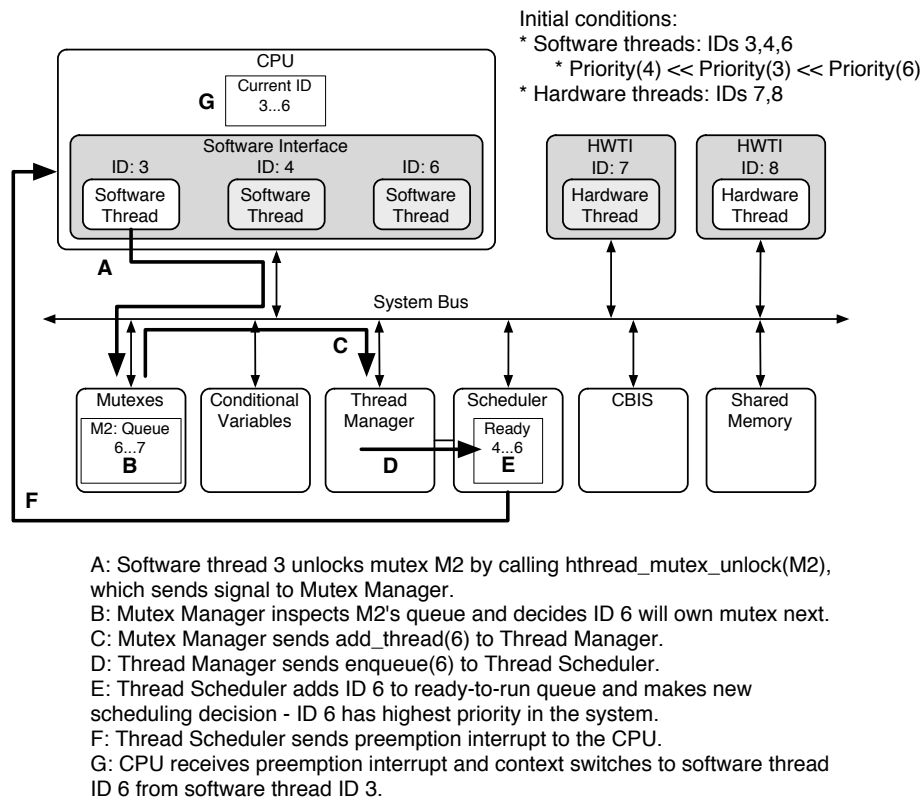 Initial conditions:
* Software threads: IDs 3,4,6
* Priority(4) << Priority(3) << Priority(6)
* Hardware threads: IDs 7,8
CPU
Current ID
3...6
G
Software Interface
ID: 3
ID: 4
ID: 6
Software
Thread
Software
Thread
Software
Thread
HWTI
ID: 7
Hardware
Thread
HWTI
ID: 8
Hardware
Thread
A
System Bus
C
Mutexes
M2: Queue
6...7
B
Conditional
Variables
Thread
Manager
D
Scheduler
Ready
4...6
E
CBIS
Shared
Memory
F
A: Software thread 3 unlocks mutex M2 by calling hthread_mutex_unlock(M2),
which sends signal to Mutex Manager.
B: Mutex Manager inspects M2's queue and decides ID 6 will own mutex next.
C: Mutex Manager sends add_thread(6) to Thread Manager.
D: Thread Manager sends enqueue(6) to Thread Scheduler.
E: Thread Scheduler adds ID 6 to ready-to-run queue and makes new
scheduling decision - ID 6 has highest priority in the system.
F: Thread Scheduler sends preemption interrupt to the CPU.
G: CPU receives preemption interrupt and context switches to software thread
ID 6 from software thread ID 3.